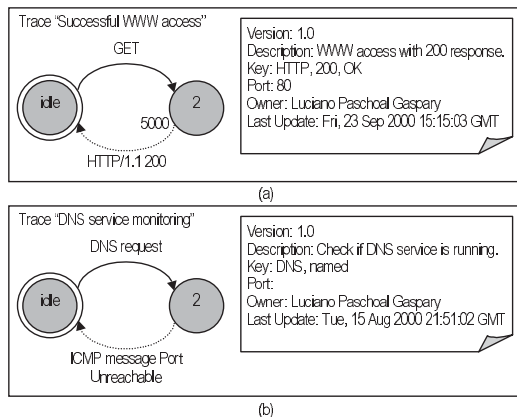 Trace "Successful WWW access"
GET
idle
2
5000
HTTP/1.1 200
Version: 1.0
Description: WWW access with 200 response.
Key: HTTP, 200, OK
Port: 80
Owner: Luciano Paschoal Gaspary
Last Update: Fri, 23 Sep 2000 15:15:03 GMT
(a)
Trace "DNS service monitoring"
DNS request
idle
2
ICMP message Port
Unreachable
Version: 1.0
Description: Check if DNS service is running.
Key: DNS, named
Port:
Owner: Luciano Paschoal Gaspary
Last Update: Tue, 15 Aug 2000 21:51:02 GMT
(b)